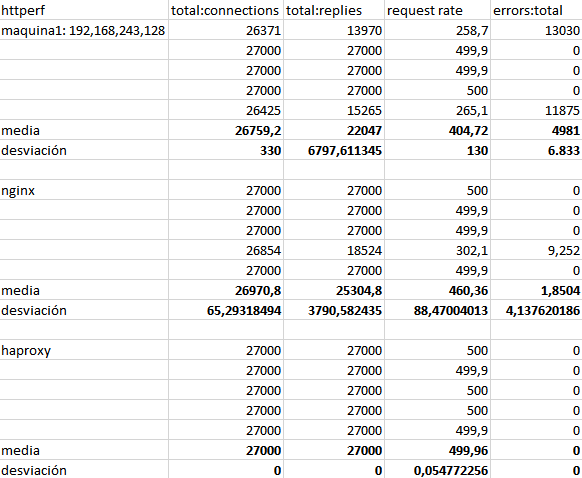 httperf total:connections total:replies request rate errors:total
maquina1: 192,168,243,128 26371 13970 258,7 13030
27000 27000 499,9 0
27000 27000 499,9 0
27000 27000 500 0
26425 15265 265,1 11875
media 26759,2 22047 404,72 4981
desviación 330 6797,611345 130 6.833
nginx 27000 27000 500 0
27000 27000 499,9 0
27000 27000 499,9 0
26854 18524 302,1 9,252
27000 27000 499,9 0
media 26970,8 25304,8 460,36 1,8504
desviación 65,29318494 3790,582435 88,47004013 4,137620186
haproxy 27000 27000 500 0
27000 27000 499,9 0
27000 27000 500 0
27000 27000 500 0
27000 27000 499,9 0
media 27000 27000 499,96 0
desviación 0 0 0,054772256 0